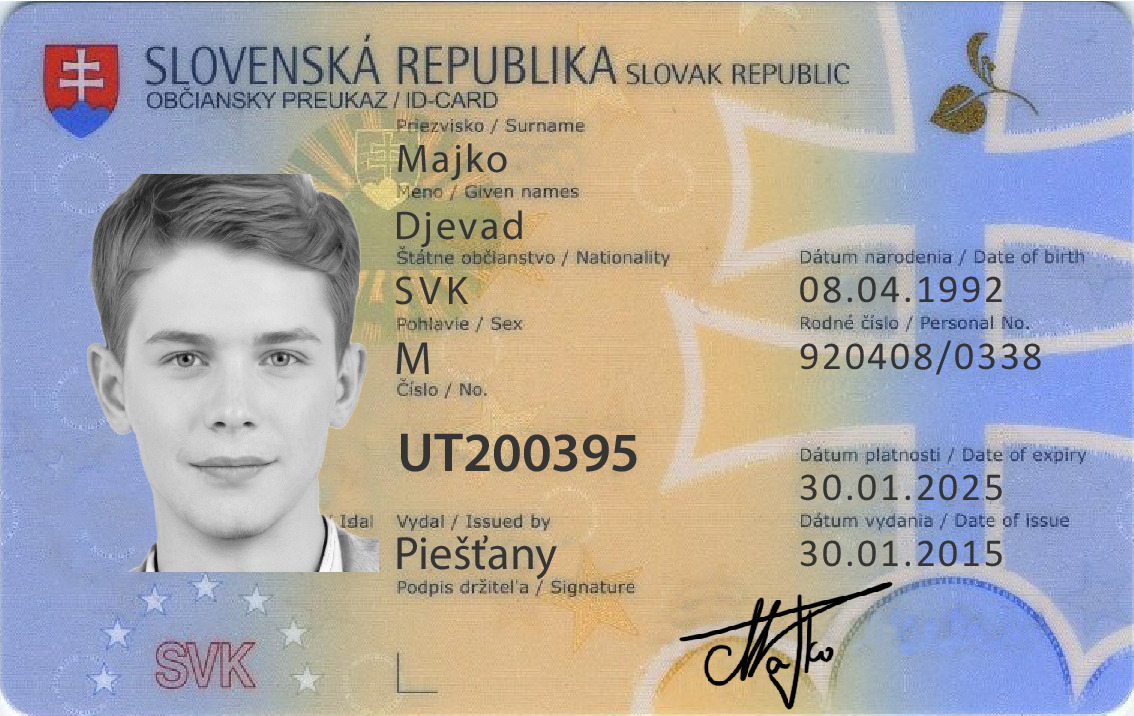 SLOVENSKÁ REPUBLIKA SLOVAK REPUBLIC
OBČIANSKY PREUKAZ / ID-CARD
Priezvisko / Surname
Majko
Meno / Given names
Djevad
Štátne občianstvo / Nationality
SVK
Dátum narodenia / Date of birth
08.04.1992
Pohlavie / Sex
M
Rodné číslo / Personal No.
920408/0338
Číslo / No.
UT200395
Dátum platnosti / Date of expiry
30.01.2025
Vydal / Issued by
Piešťany
Dátum vydania / Date of issue
30.01.2015
Podpis držiteľa / Signature
Majko
SVK